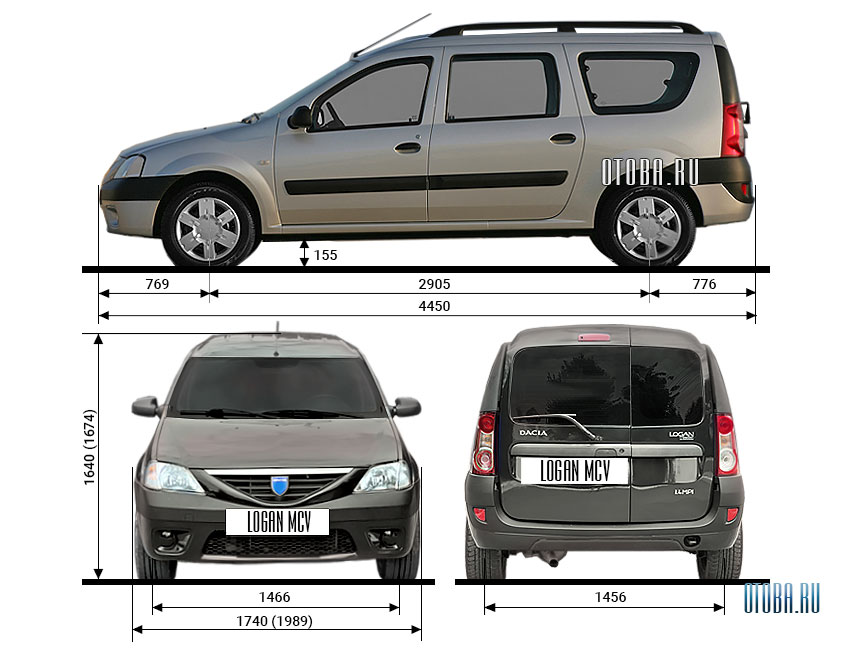 OTOBA.RU
155
769
2905
776
4450
1640 (1674)
LOGAN MCV
1466
1740 (1989)
DACIA
LOGAN
LOGAN MCV
1456
OTOBA.RU